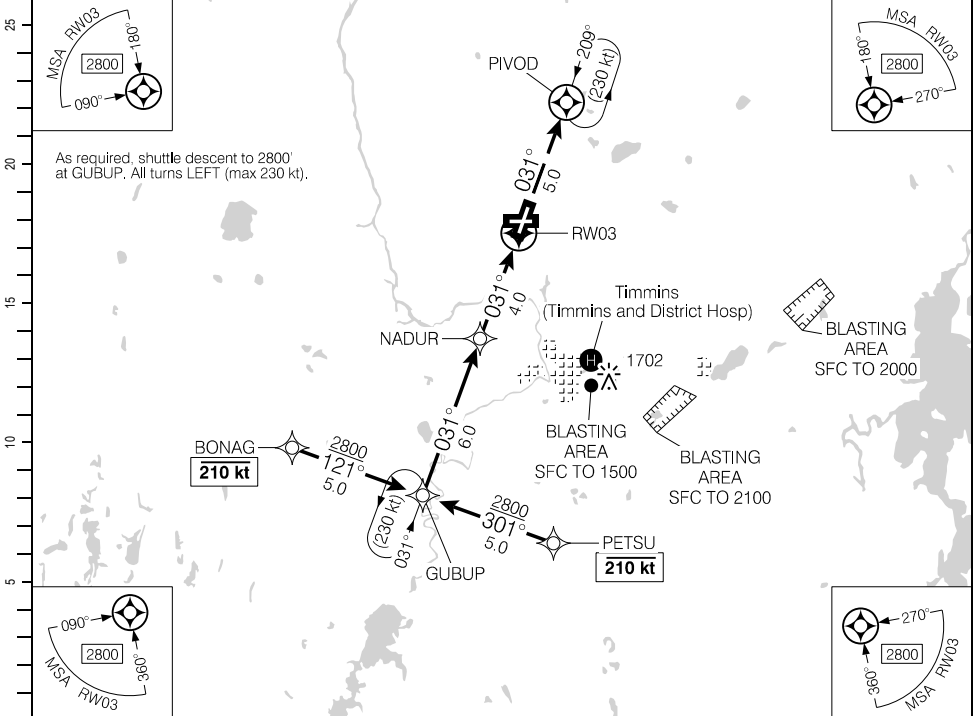 25
20
15
10
5
MSA RW03
180°
2800
090°
MSA RW03
180°
2800
270°
As required, shuttle descent to 2800'
at GUBUP. All turns LEFT (max 230 kt).
PIVOD
209°
(230 kt)
031°
5.0
RW03
031°
4.0
NADUR
Timmins
(Timmins and District Hosp)
H
1702
BLASTING
AREA
SFC TO 2000
BLASTING
AREA
SFC TO 1500
BLASTING
AREA
SFC TO 2100
031°
6.0
BONAG
210 kt
2800
121°
5.0
(230 kt)
031°
GUBUP
2800
301°
5.0
PETSU
210 kt
090°
2800
360°
MSA RW03
270°
2800
360°
MSA RW03